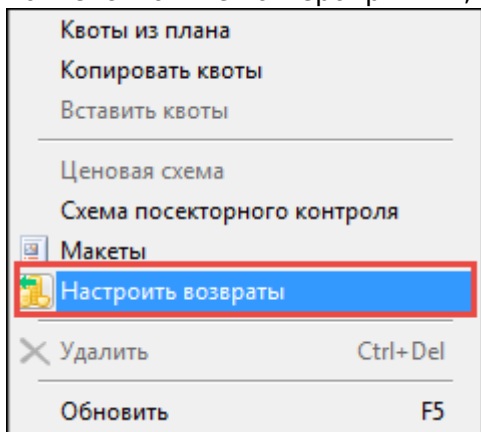 Квоты из плана
Копировать квоты
Вставить квоты
Ценовая схема
Схема посекторного контроля
Макеты
Настроить возвраты
Удалить Ctrl+Del
Обновить F5